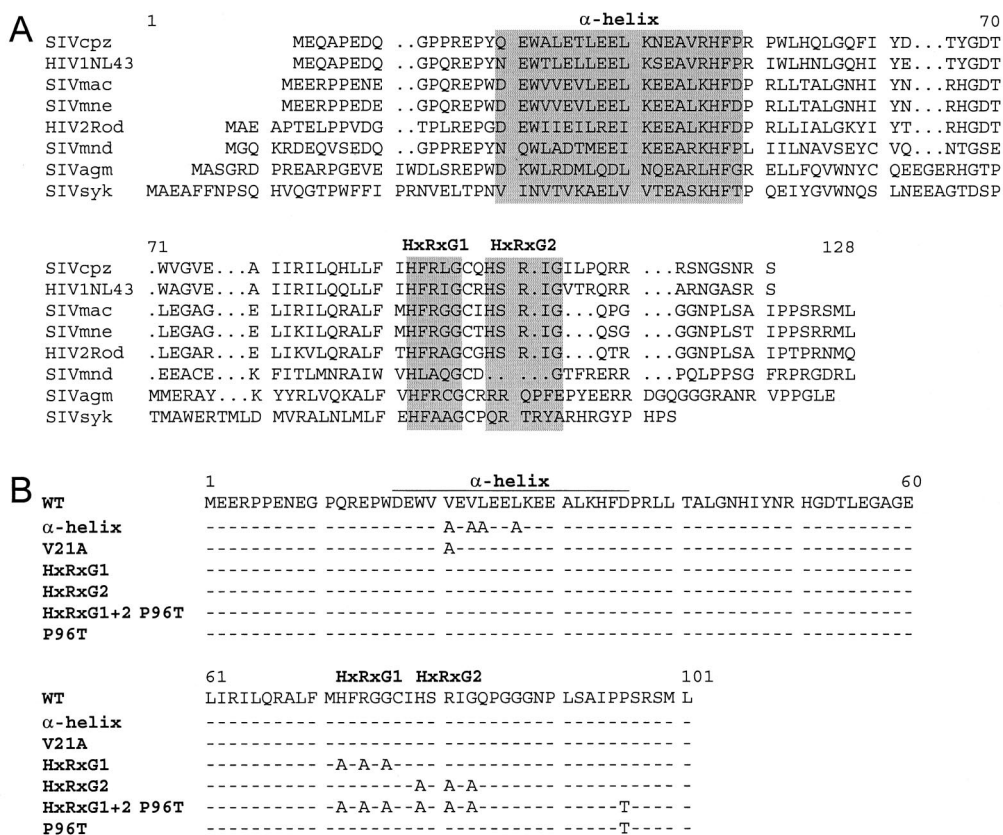 A
1 α-helix 70
SIVcpz MEQAPEDQ ..GPPREPYQ EWALETLEEL KNEAVRHFPR PWLHQLGQFI YD...TYGDT
HIV1NL43 MEQAPEDQ ..GPQREPYN EWTLELLEEL KSEAVRHFPR IWLHNLGQHI YE...TYGDT
SIVmac MEERPPENE ..GPQREPWD EWVVEVLEEL KEEALKHFDP RLLTALGNHI YN...RHGDT
SIVmne MEERPPEDE ..GPQREPWD EWVVEVLEEL KEEALKHFDP RLLTALGNHI YN...RHGDT
HIV2Rod MAE APTELPPVDG ..TPLREPGD EWIIEILREI KEEALKHFDP RLLIALGKYI YT...RHGDT
SIVmnd MGQ KRDEQVSEDQ ..GPPREPYN QWLADTMEEI KEEARKHFPL IILNAVSEYC VQ...NTGSE
SIVagm MASGRD PREARPGEVE IWDLSREPWD KWLRDMLQDL NQEARLHFGR ELLFQVWNYC QEEGERHGTP
SIVsyk MAEAFFNPSQ HVQGTPWFFI PRNVELTPNV INVTVKAELV VTEASKHFTP QEIYGVWNQS LNEEAGTDSP
71 HxRxG1 HxRxG2 128
SIVcpz .WVGVE...A IIRILQHLLF IHFRLGCQHS R.IGILPQRR ...RSNGSNR S
HIV1NL43 .WAGVE...A IIRILQQLLF IHFRIGCRHS R.IGVTRQRR ...ARNGASR S
SIVmac .LEGAG...E LIRILQRALF MHFRGGCIHS R.IG...QPG ...GGNPLSA IPPSRSML
SIVmne .LEGAG...E LIKILQRALF MHFRGGCTHS R.IG...QSG ...GGNPLST IPPSRRML
HIV2Rod .LEGAR...E LIKVLQRALF THFRAGCGHS R.IG...QTR ...GGNPLSA IPTPRNMQ
SIVmnd .EEACE...K FITLMNRAIW VHLAQGCD.. ...GTFRERR ...PQLPPSG FRPRGDRL
SIVagm MMERAY...K YYRLVQKALF VHFRCGCRRR QPFEPYEERR DGQGGGRANR VPPGLE
SIVsyk TMAWERTMLD MVRALNLMLF EHFAAGCPQR TRYARHRGYP HPS
B
1 α-helix 60
WT MEERPPENEG PQREPWDEWV VEVLEELKEE ALKHFDPRLL TALGNHIYNR HGDTLEGAGE
α-helix ---------- ---------- A-AA--A--- ---------- ---------- ----------
V21A ---------- ---------- A--------- ---------- ---------- ----------
HxRxG1 ---------- ---------- ---------- ---------- ---------- ----------
HxRxG2 ---------- ---------- ---------- ---------- ---------- ----------
HxRxG1+2 P96T ---------- ---------- ---------- ---------- ---------- ----------
P96T ---------- ---------- ---------- ---------- ---------- ----------
61 HxRxG1 HxRxG2 101
WT LIRILQRALF MHFRGGCIHS RIGQPGGGNP LSAIPPSRSM L
α-helix ---------- ---------- ---------- ---------- -
V21A ---------- ---------- ---------- ---------- -
HxRxG1 ---------- -A-A-A---- ---------- ---------- -
HxRxG2 ---------- --------A- A-A------- ---------- -
HxRxG1+2 P96T ---------- -A-A-A--A- A-A------- -----T---- -
P96T ---------- ---------- ---------- -----T---- -